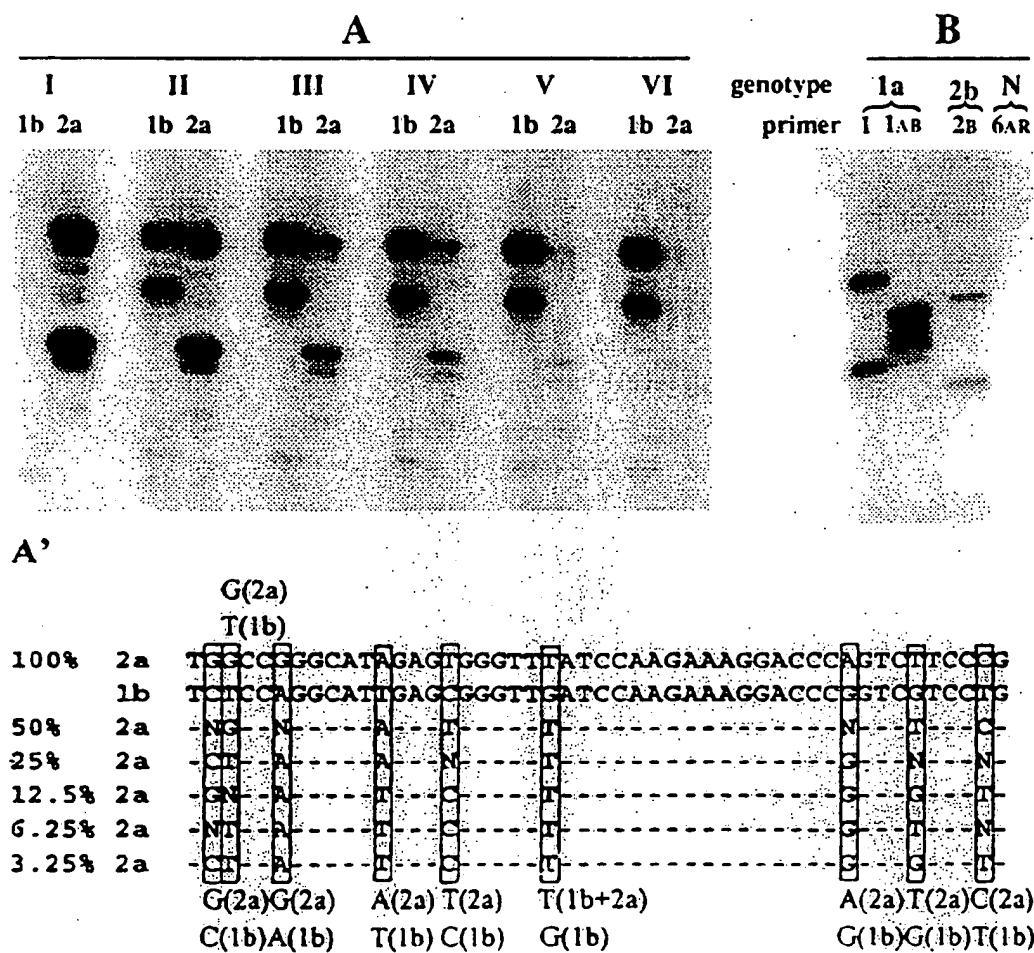 A B
I II III IV V VI genotype 1a 2b N
1b 2a 1b 2a 1b 2a 1b 2a 1b 2a 1b 2a primer 1 1AB 2B 6AR
A’
G(2a)
T(1b)
100% 2a TGGCCGGGCATAGAGTGGGTTTATCCAAGAAAGGACCCAGTCTTCCCG
1b TCTCCAGGCATTGAGCGGGTTGATCCAAGAAAGGACCCGGTCGTCCTG
50% 2a -NG--N-----A---T-----T----------------N---T---C-
25% 2a -CT--A-----A---N-----T----------------G---N---N-
12.5% 2a -GN--A-----T---C-----T----------------G---G---T-
6.25% 2a -NT--A-----T---C-----T----------------G---T---N-
3.25% 2a -CT--A-----T---C-----T----------------G---G---T-
G(2a) G(2a) A(2a) T(2a) T(1b+2a) A(2a) T(2a) C(2a)
C(1b) A(1b) T(1b) C(1b) G(1b) G(1b) G(1b) T(1b)